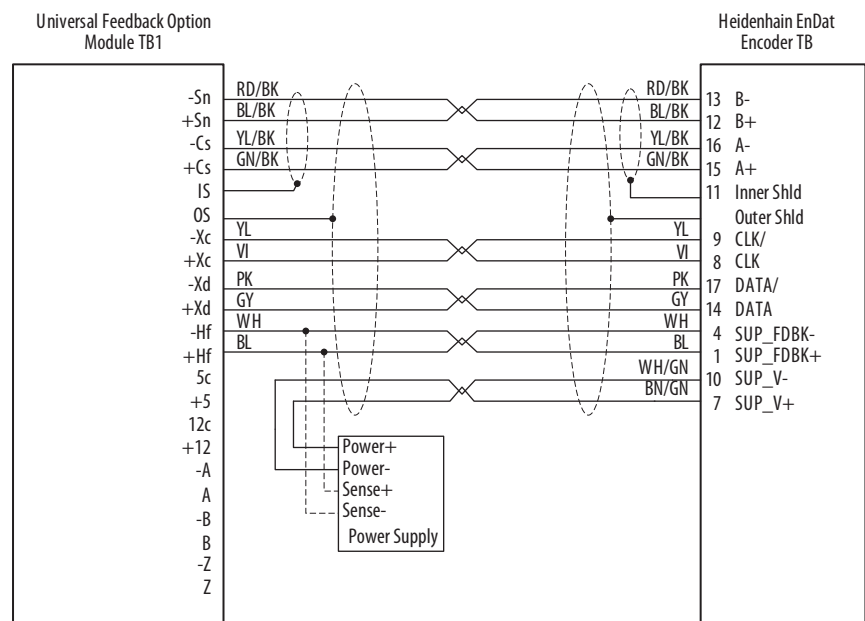 Universal Feedback Option
Module TB1
Heidenhain EnDat
Encoder TB
-Sn RD/BK RD/BK 13 B-
+Sn BL/BK BL/BK 12 B+
-Cs YL/BK YL/BK 16 A-
+Cs GN/BK GN/BK 15 A+
IS 11 Inner Shld
OS Outer Shld
-Xc YL YL 9 CLK/
+Xc VI VI 8 CLK
-Xd PK PK 17 DATA/
+Xd GY GY 14 DATA
-Hf WH WH 4 SUP_FDBK-
+Hf BL BL 1 SUP_FDBK+
5c WH/GN 10 SUP_V-
+5 BN/GN 7 SUP_V+
12c
+12 Power+
-A Power-
A Sense+
-B Sense-
B Power Supply
-Z
Z